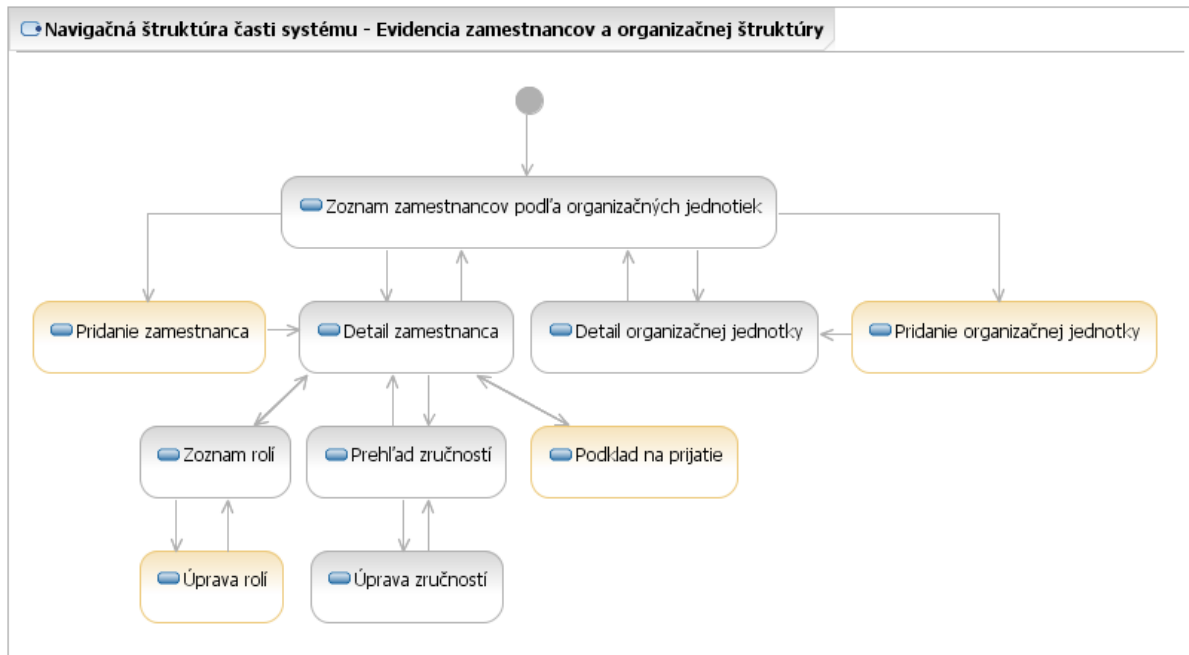 Navigačná štruktúra časti systému - Evidencia zamestnancov a organizačnej štruktúry
Zoznam zamestnancov podľa organizačných jednotiek
Pridanie zamestnanca
Detail zamestnanca
Detail organizačnej jednotky
Pridanie organizačnej jednotky
Zoznam rolí
Prehľad zručností
Podklad na prijatie
Úprava rolí
Úprava zručností